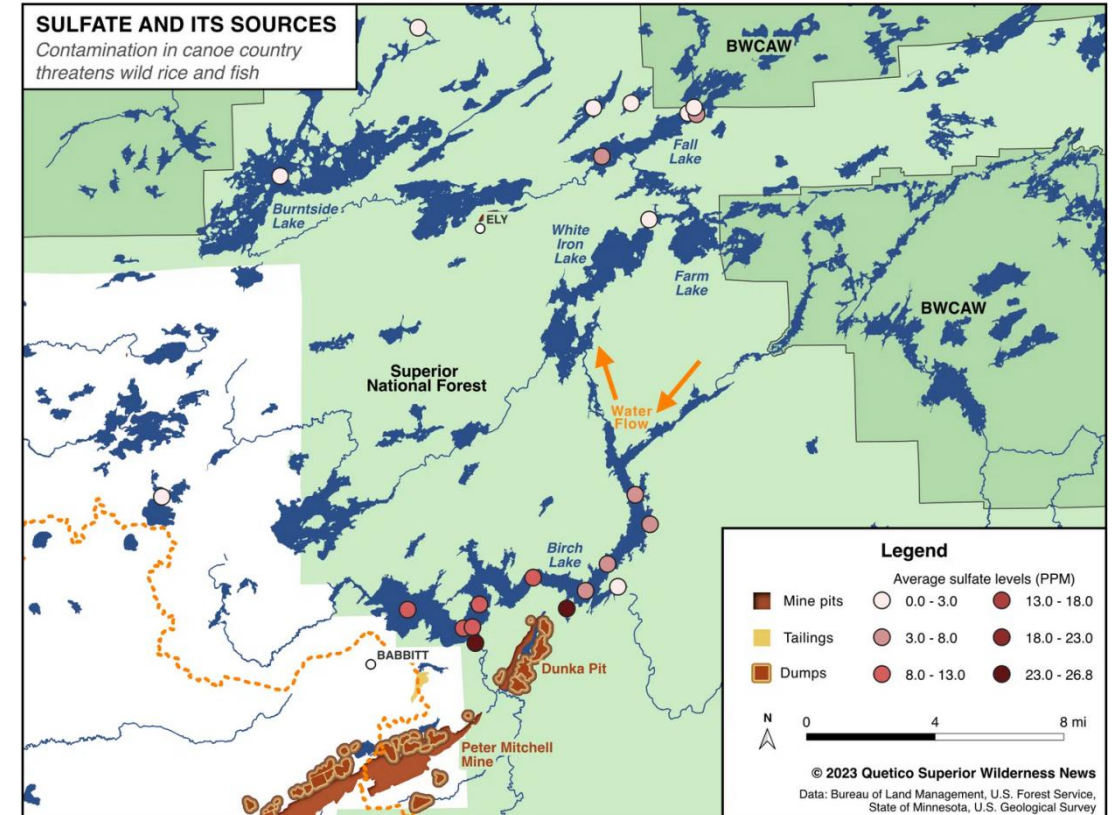 SULFATE AND ITS SOURCES
Contamination in canoe country
threatens wild rice and fish
BWCAW
Fall
Lake
Burntside
Lake
ELY
White
Iron
Lake
Farm
Lake
BWCAW
Superior
National Forest
Water
Flow
Birch
Lake
BABBITT
Dunka Pit
Peter Mitchell
Mine
Legend
Average sulfate levels (PPM)
Mine pits
0.0 - 3.0
13.0 - 18.0
Tailings
3.0 - 8.0
18.0 - 23.0
Dumps
8.0 - 13.0
23.0 - 26.8
N
0 4 8 mi
© 2023 Quetico Superior Wilderness News
Data: Bureau of Land Management, U.S. Forest Service,
State of Minnesota, U.S. Geological Survey